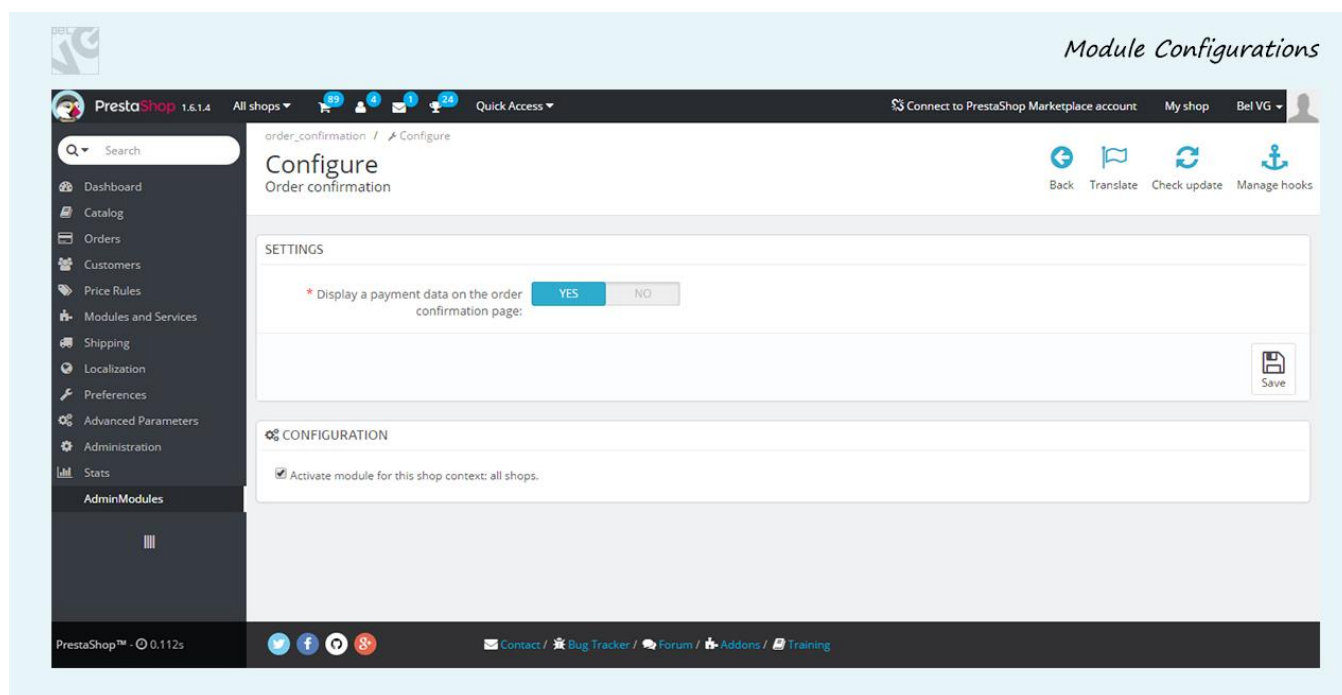 BEL
VG
Module Configurations
PrestaShop 1.6.1.4 All shops 89 4 1 24 Quick Access Connect to PrestaShop Marketplace account My shop Bel VG
Search
Dashboard
Catalog
Orders
Customers
Price Rules
Modules and Services
Shipping
Localization
Preferences
Advanced Parameters
Administration
Stats
AdminModules
order_confirmation / Configure
Configure
Order confirmation
Back Translate Check update Manage hooks
SETTINGS
* Display a payment data on the order
confirmation page:
YES NO
Save
CONFIGURATION
Activate module for this shop context: all shops.
PrestaShop™ - 0.112s
Contact / Bug Tracker / Forum / Addons / Training